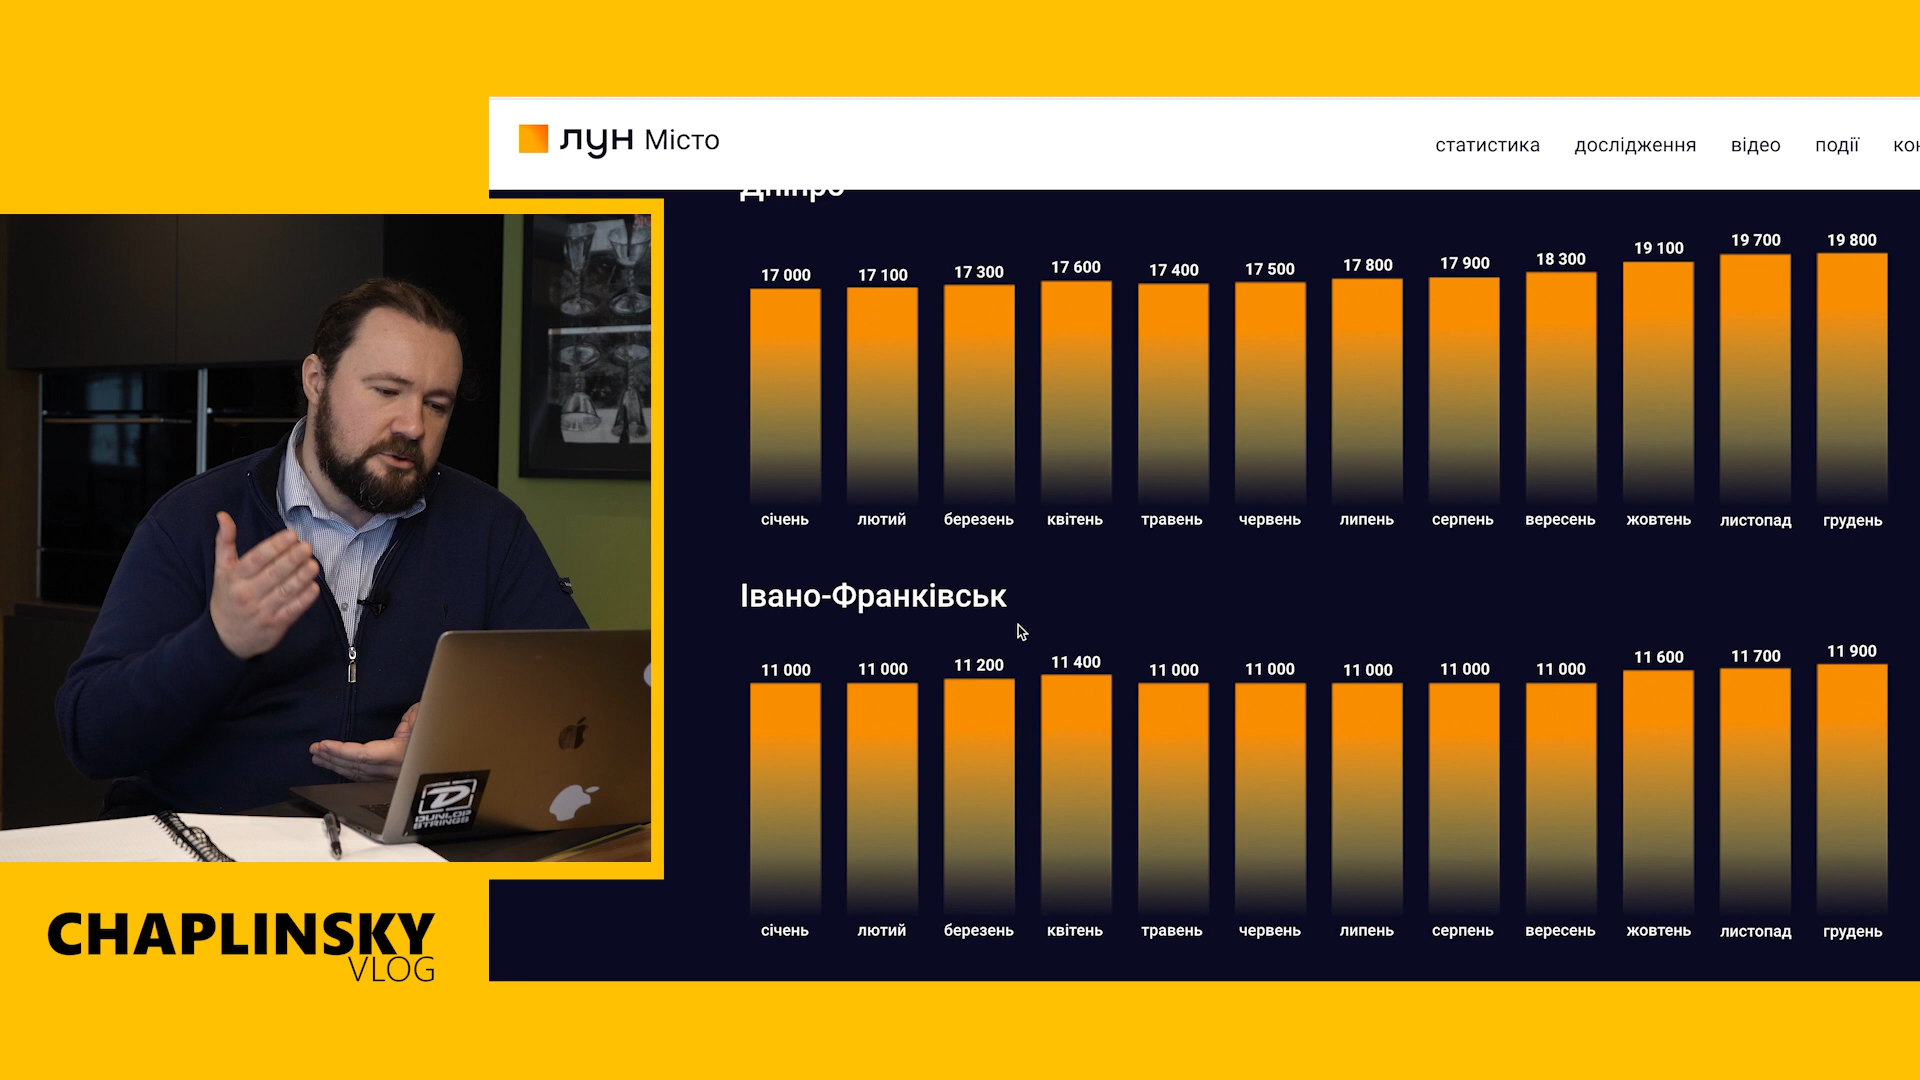 лун Місто
статистика дослідження відео події
Дніпро
17 000 17 100 17 300 17 600 17 400 17 500 17 800 17 900 18 300 19 100 19 700 19 800
січень лютий березень квітень травень червень липень серпень вересень жовтень листопад грудень
Івано-Франківськ
11 000 11 000 11 200 11 400 11 000 11 000 11 000 11 000 11 000 11 600 11 700 11 900
січень лютий березень квітень травень червень липень серпень вересень жовтень листопад грудень
D
DUNLOP
STRINGS
CHAPLINSKY
VLOG